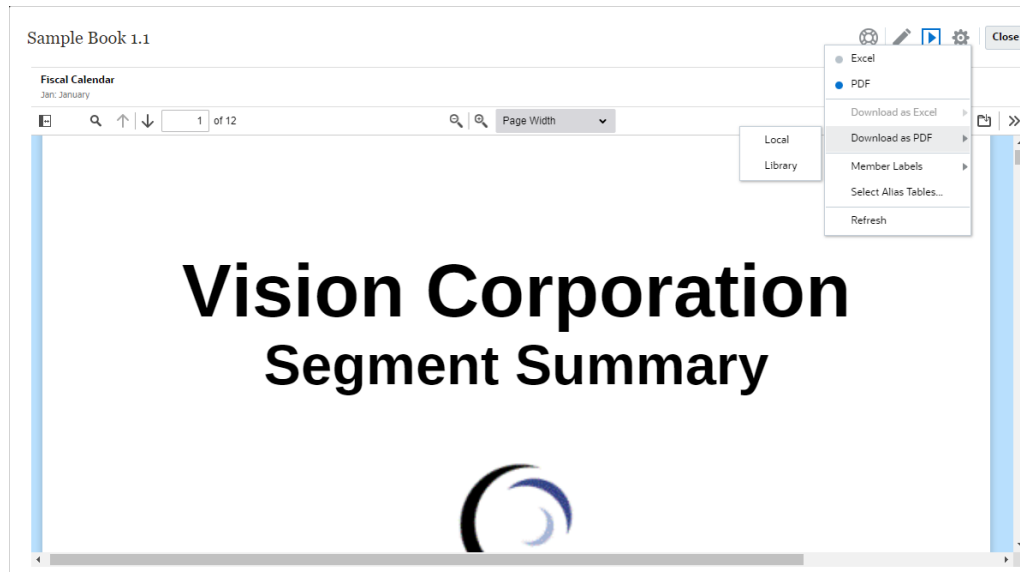 Sample Book 1.1
Close
Fiscal Calendar
Jan: January
1 of 12
Page Width
Excel
PDF
Download as Excel
Download as PDF
Local
Library
Member Labels
Select Alias Tables...
Refresh
Vision Corporation
Segment Summary